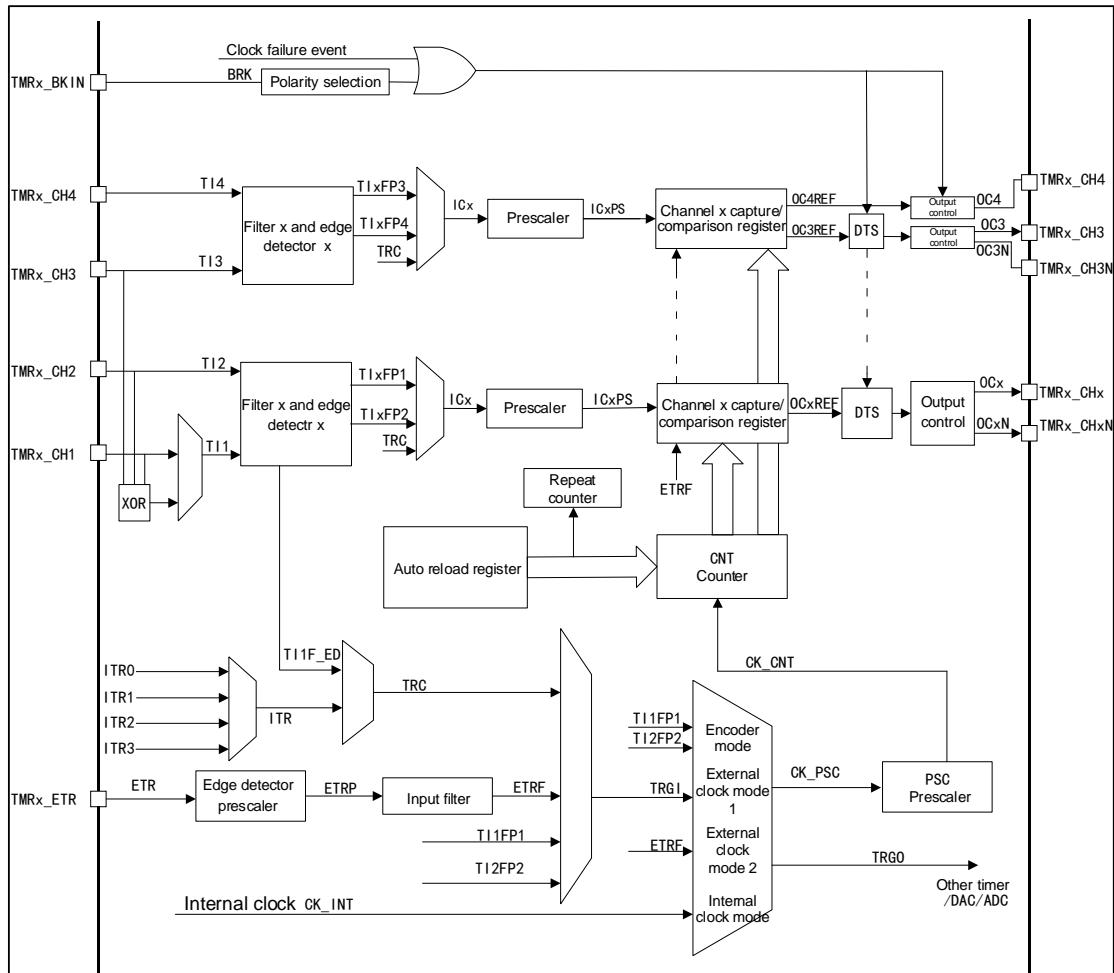 Clock failure event
BRK
Polarity selection
TMRx_BKIN
TMRx_CH4
TI4
TIxFP3
Filter x and edge
detector x
TIxFP4
TRC
ICx
Prescaler
ICxPS
Channel x capture/
comparison register
OC4REF
OC3REF
DTS
Output
control
OC4
TMRx_CH4
Output
control
OC3
TMRx_CH3
OC3N
TMRx_CH3N
TMRx_CH3
TI3
TMRx_CH2
TI2
TIxFP1
Filter x and edge
detectr x
TIxFP2
TRC
ICx
Prescaler
ICxPS
Channel x capture/
comparison register
OCxREF
DTS
Output
control
OCx
TMRx_CHx
OCxN
TMRx_CHxN
TMRx_CH1
TI1
XOR
ETRF
Repeat
counter
Auto reload register
CNT
Counter
TI1F_ED
CK_CNT
ITR0
ITR1
ITR2
ITR3
ITR
TRC
TI1FP1
TI2FP2
Encoder
mode
TMRx_ETR
ETR
Edge detector
prescaler
ETRP
Input filter
ETRF
TRGI
External
clock mode
1
CK_PSC
PSC
Prescaler
TI1FP1
ETRF
External
clock
mode 2
TRGO
TI2FP2
Other timer
/DAC/ADC
Internal clock CK_INT
Internal
clock mode